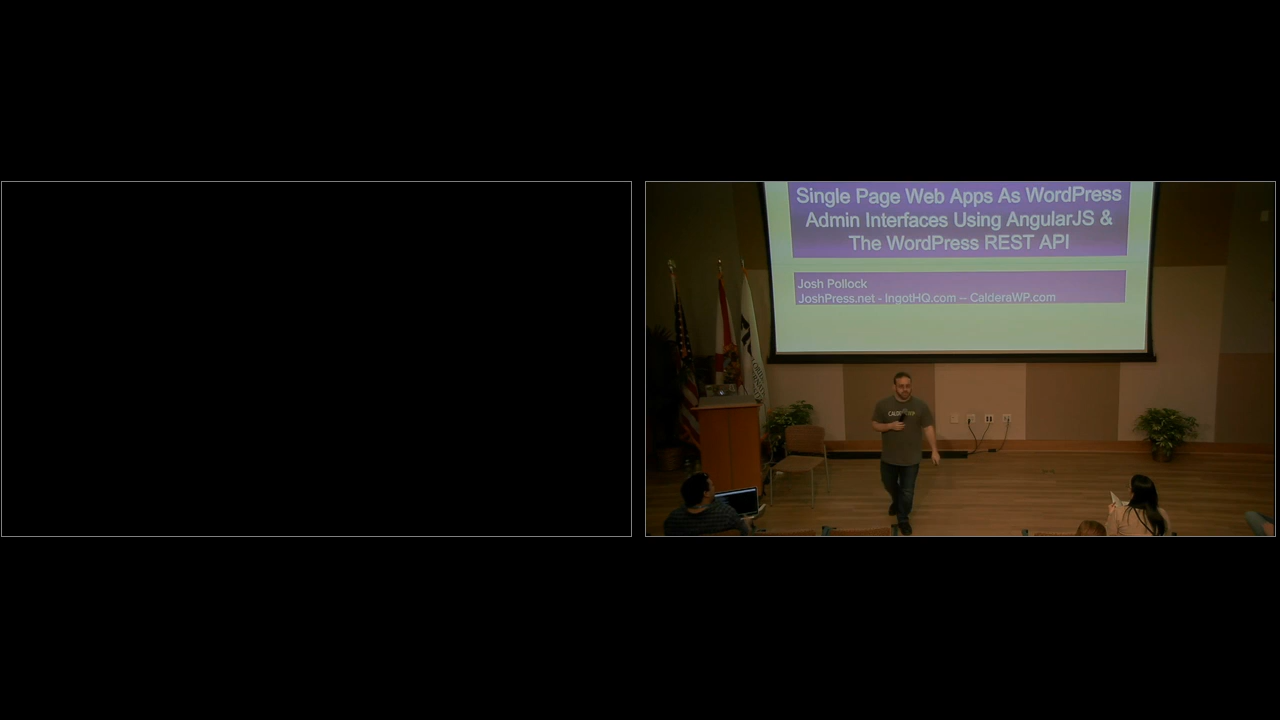 Single Page Web Apps As WordPress
Admin Interfaces Using AngularJS &
The WordPress REST API
Josh Pollock
JoshPress.net - IngotHQ.com -- CalderaWP.com